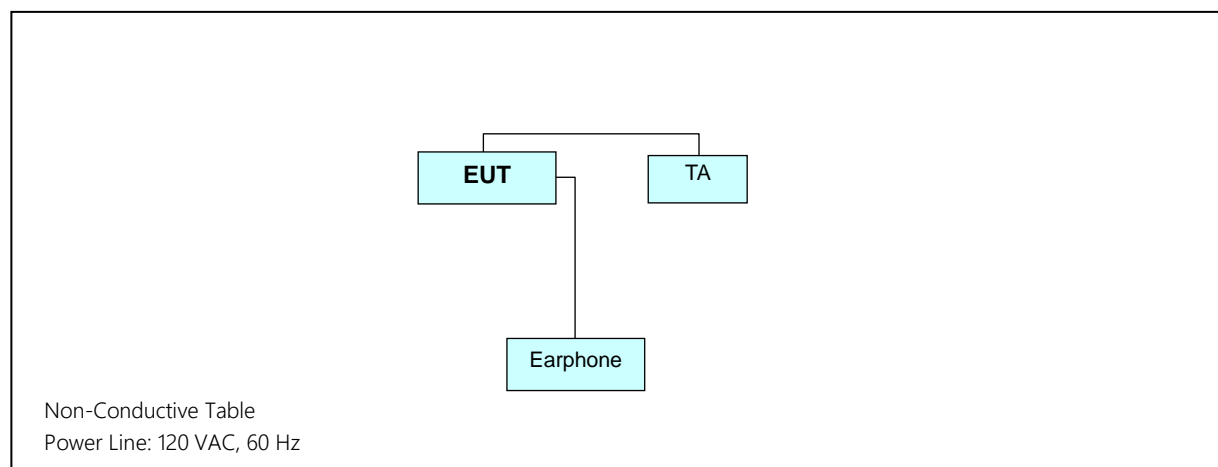 EUT
TA
Earphone
Non-Conductive Table
Power Line: 120 VAC, 60 Hz